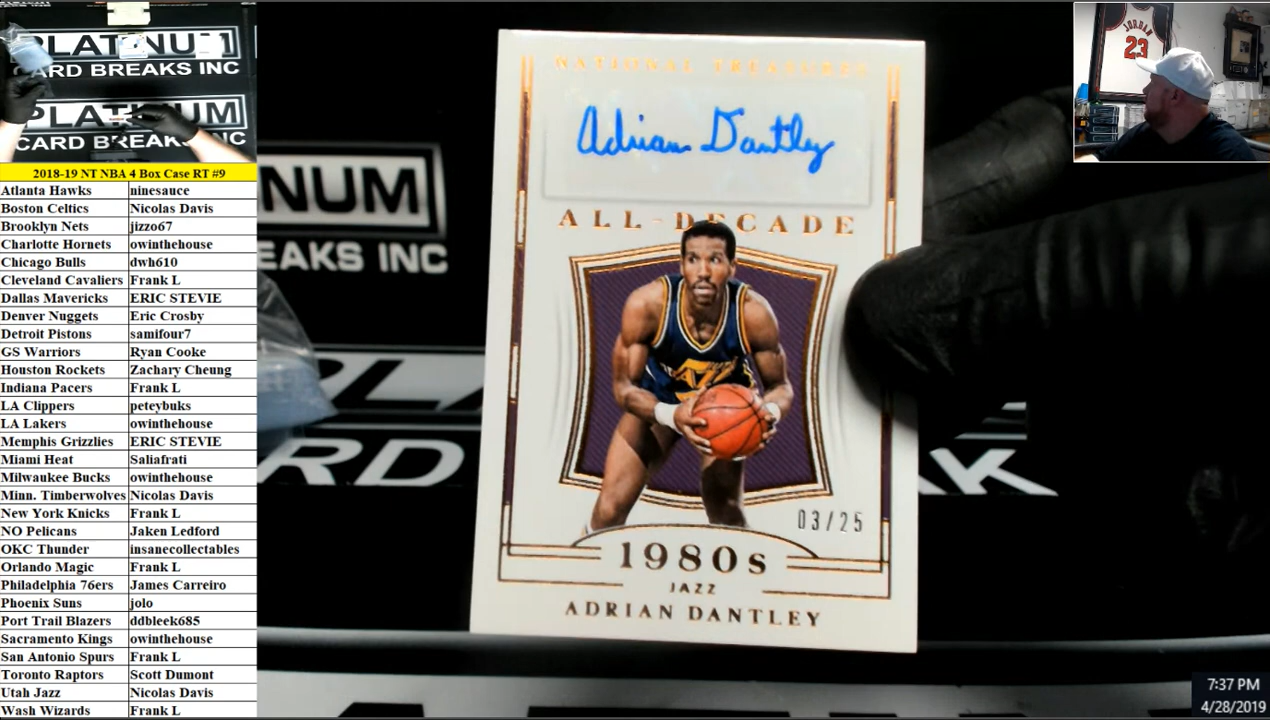 PLATINUM
CARD BREAKS INC
PLATINUM
CARD BREAKS INC
2018-19 NT NBA 4 Box Case RT #9
Atlanta Hawks ninesauce
Boston Celtics Nicolas Davis
Brooklyn Nets jizzo67
Charlotte Hornets owinthehouse
Chicago Bulls dwh610
Cleveland Cavaliers Frank L
Dallas Mavericks ERIC STEVIE
Denver Nuggets Eric Crosby
Detroit Pistons samifour7
GS Warriors Ryan Cooke
Houston Rockets Zachary Cheung
Indiana Pacers Frank L
LA Clippers peteybuks
LA Lakers owinthehouse
Memphis Grizzlies ERIC STEVIE
Miami Heat Saliafrati
Milwaukee Bucks owinthehouse
Minn. Timberwolves Nicolas Davis
New York Knicks Frank L
NO Pelicans Jaken Ledford
OKC Thunder insanecollectables
Orlando Magic Frank L
Philadelphia 76ers James Carreiro
Phoenix Suns jolo
Port Trail Blazers ddbleek685
Sacramento Kings owinthehouse
San Antonio Spurs Frank L
Toronto Raptors Scott Dumont
Utah Jazz Nicolas Davis
Wash Wizards Frank L
NUM
EAKS INC
PLA
RD
AK
NATIONAL TREASURES
Adrian Dantley
ALL-DECADE
JAZZ
03/25
1980s
JAZZ
ADRIAN DANTLEY
JORDAN
23
7:37 PM
4/28/2019